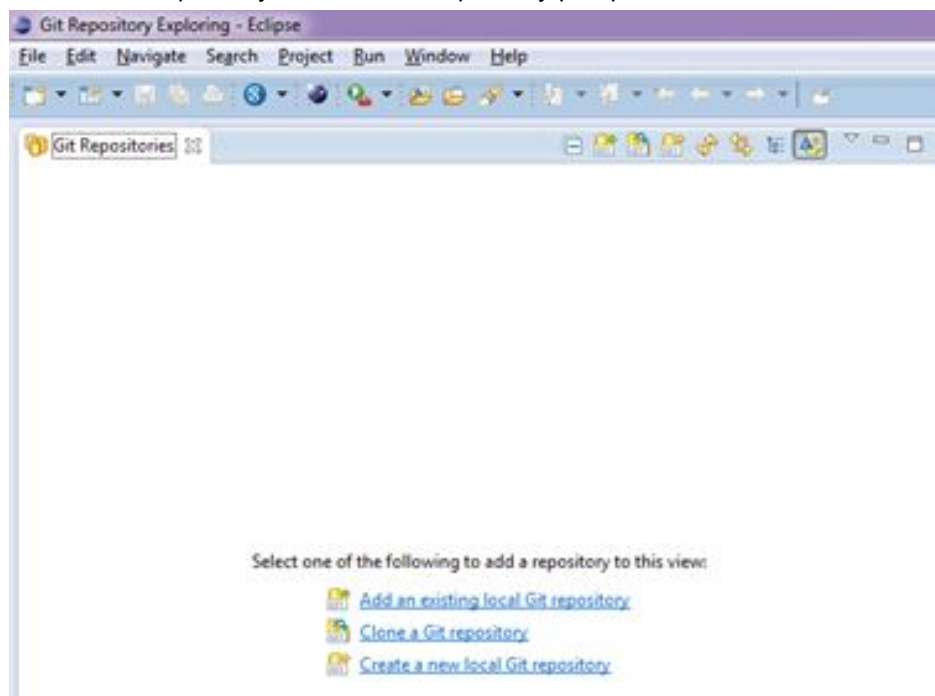 Git Repository Exploring - Eclipse
File Edit Navigate Search Project Run Window Help
Git Repositories
Select one of the following to add a repository to this view:
Add an existing local Git repository
Clone a Git repository
Create a new local Git repository